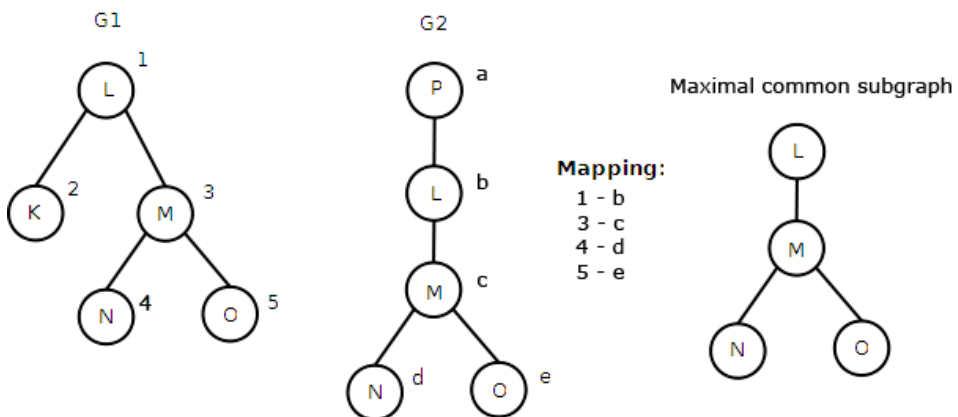 G1
G2
1
L
2
K
3
M
4
N
5
O
a
P
b
L
c
M
d
N
e
O
Mapping:
1 - b
3 - c
4 - d
5 - e
Maximal common subgraph
L
M
N
O